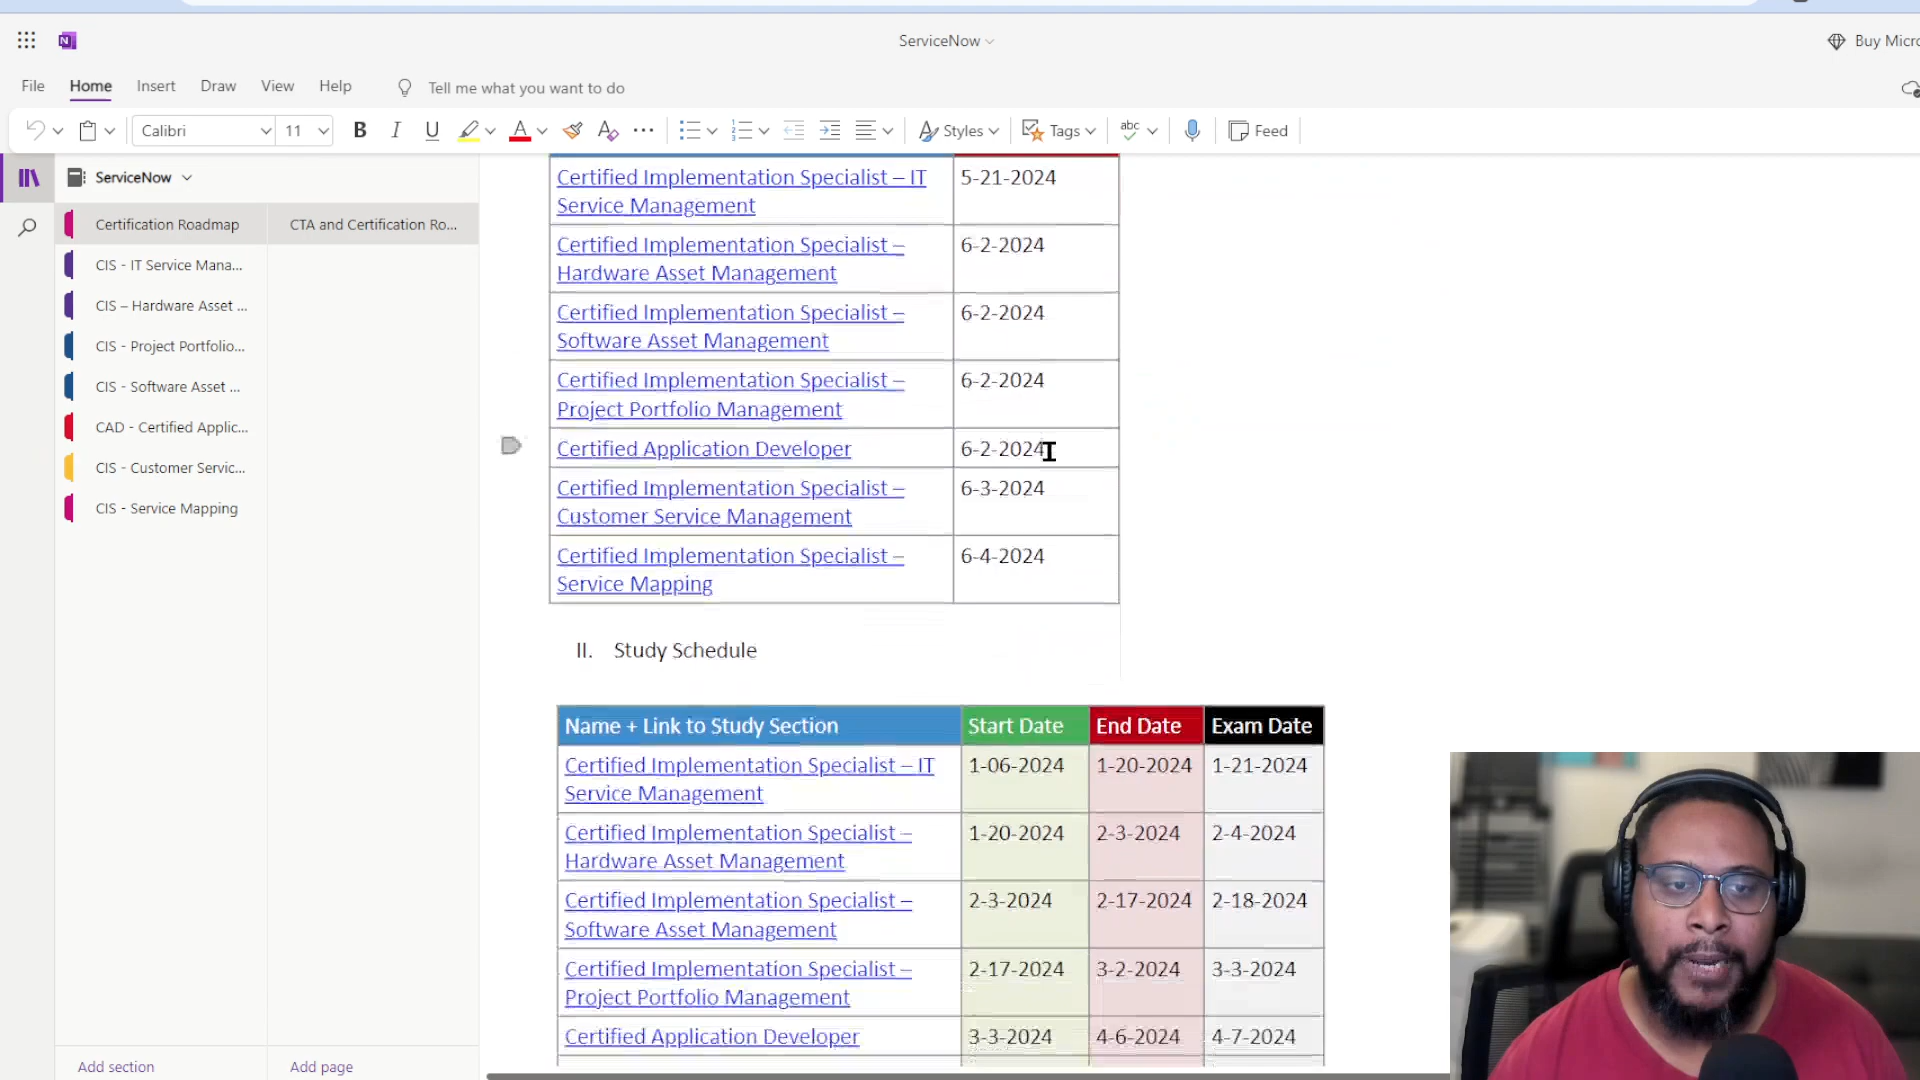 ServiceNow
Buy Micro
File Home Insert Draw View Help Tell me what you want to do
Calibri 11 B I U A A Styles Tags abc Feed
ServiceNow
Certification Roadmap
CIS - IT Service Mana...
CIS – Hardware Asset ...
CIS - Project Portfolio...
CIS - Software Asset ...
CAD - Certified Applic...
CIS - Customer Servic...
CIS - Service Mapping
Add section
CTA and Certification Ro...
Add page
Certified Implementation Specialist – IT 5-21-2024
Service Management
Certified Implementation Specialist – 6-2-2024
Hardware Asset Management
Certified Implementation Specialist – 6-2-2024
Software Asset Management
Certified Implementation Specialist – 6-2-2024
Project Portfolio Management
Certified Application Developer 6-2-2024
Certified Implementation Specialist – 6-3-2024
Customer Service Management
Certified Implementation Specialist – 6-4-2024
Service Mapping
II. Study Schedule
Name + Link to Study Section Start Date End Date Exam Date
Certified Implementation Specialist – IT 1-06-2024 1-20-2024 1-21-2024
Service Management
Certified Implementation Specialist – 1-20-2024 2-3-2024 2-4-2024
Hardware Asset Management
Certified Implementation Specialist – 2-3-2024 2-17-2024 2-18-2024
Software Asset Management
Certified Implementation Specialist – 2-17-2024 3-2-2024 3-3-2024
Project Portfolio Management
Certified Application Developer 3-3-2024 4-6-2024 4-7-2024